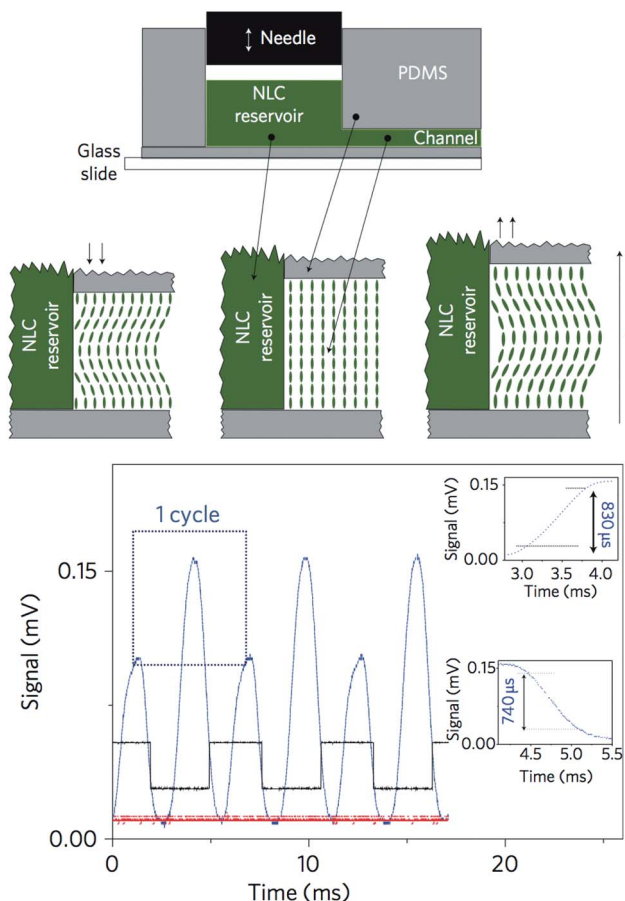 Needle
PDMS
NLC
reservoir
Channel
Glass
slide
NLC
reservoir
NLC
reservoir
NLC
reservoir
1 cycle
Signal (mV)
0.15
0.00
0
10
20
Time (ms)
Signal (mV)
0.15
0.00
830 µs
3.0
3.5
4.0
Time (ms)
Signal (mV)
0.15
0.00
740 µs
4.5
5.0
5.5
Time (ms)